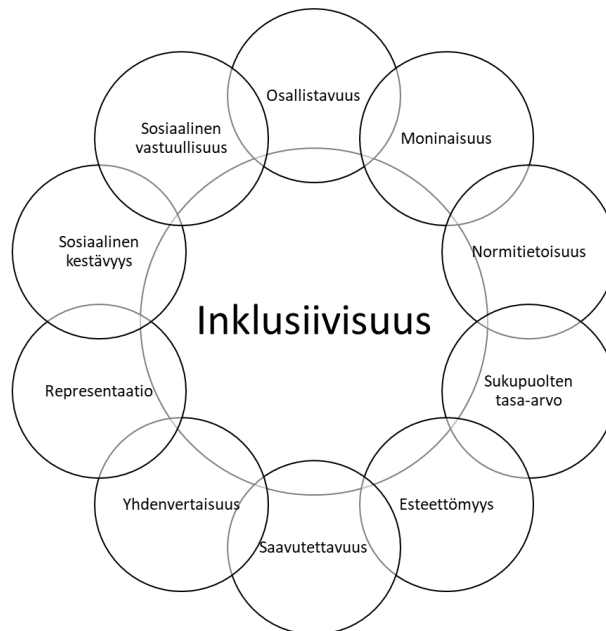 Osallistavuus
Moninaisuus
Normitietoisuus
Sukupuolten
tasa-arvo
Esteettömyys
Saavutettavuus
Yhdenvertaisuus
Representaatio
Sosiaalinen
kestävyys
Sosiaalinen
vastuullisuus
Inklusiivisuus